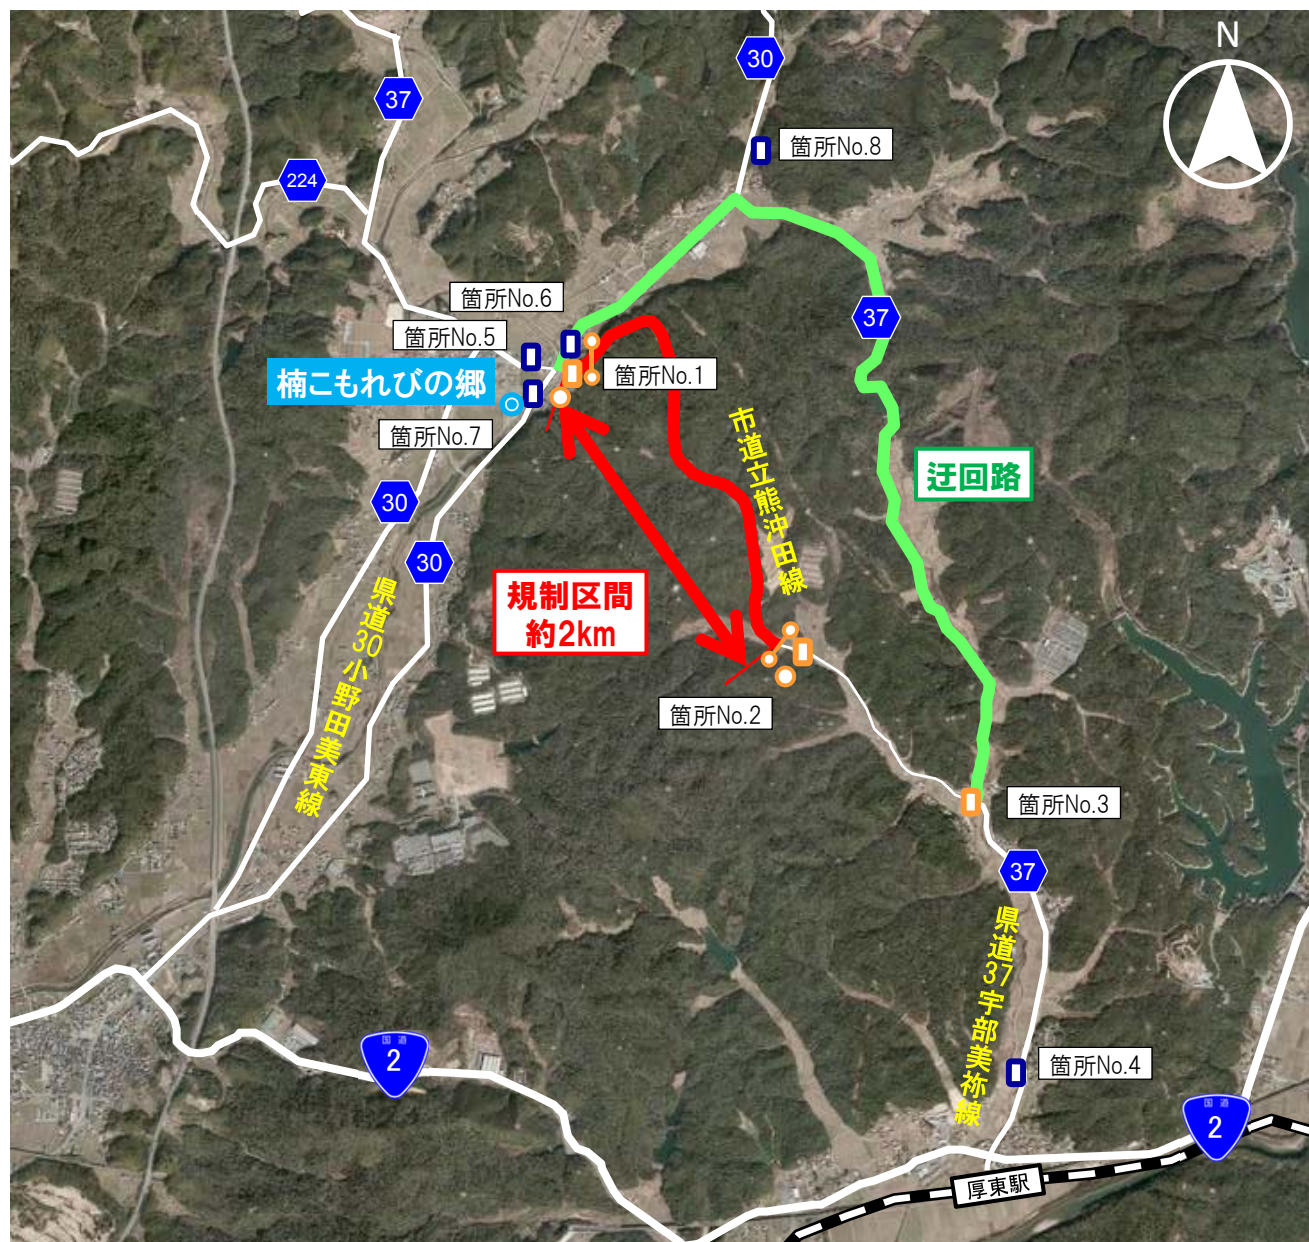 N
30
37
箇所No.8
224
箇所No.6
37
箇所No.5
箇所No.1
楠こもれびの郷
箇所No.7
市道立熊沖田線
迂回路
30
30
規制区間
約2km
県道30小野田美東線
箇所No.2
箇所No.3
37
県道37宇部美祢線
国道
2
箇所No.4
国道
2
厚東駅